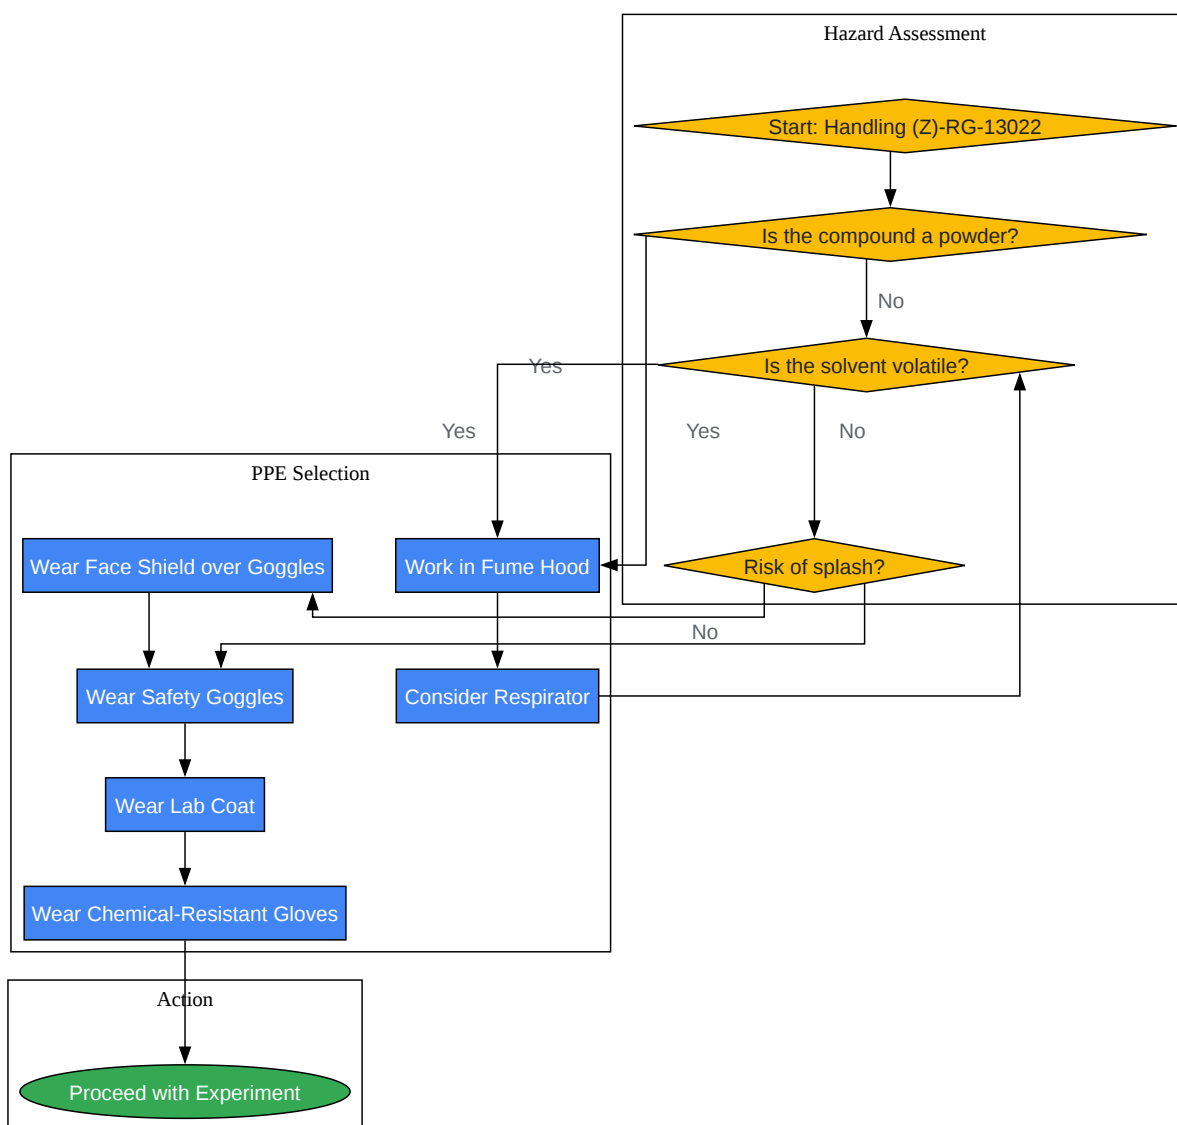 Hazard Assessment
Start: Handling (Z)-RG-13022
Is the compound a powder?
No
Is the solvent volatile?
Yes
Yes
Yes
No
PPE Selection
Wear Face Shield over Goggles
Work in Fume Hood
Risk of splash?
No
Wear Safety Goggles
Consider Respirator
Wear Lab Coat
Wear Chemical-Resistant Gloves
Action
Proceed with Experiment